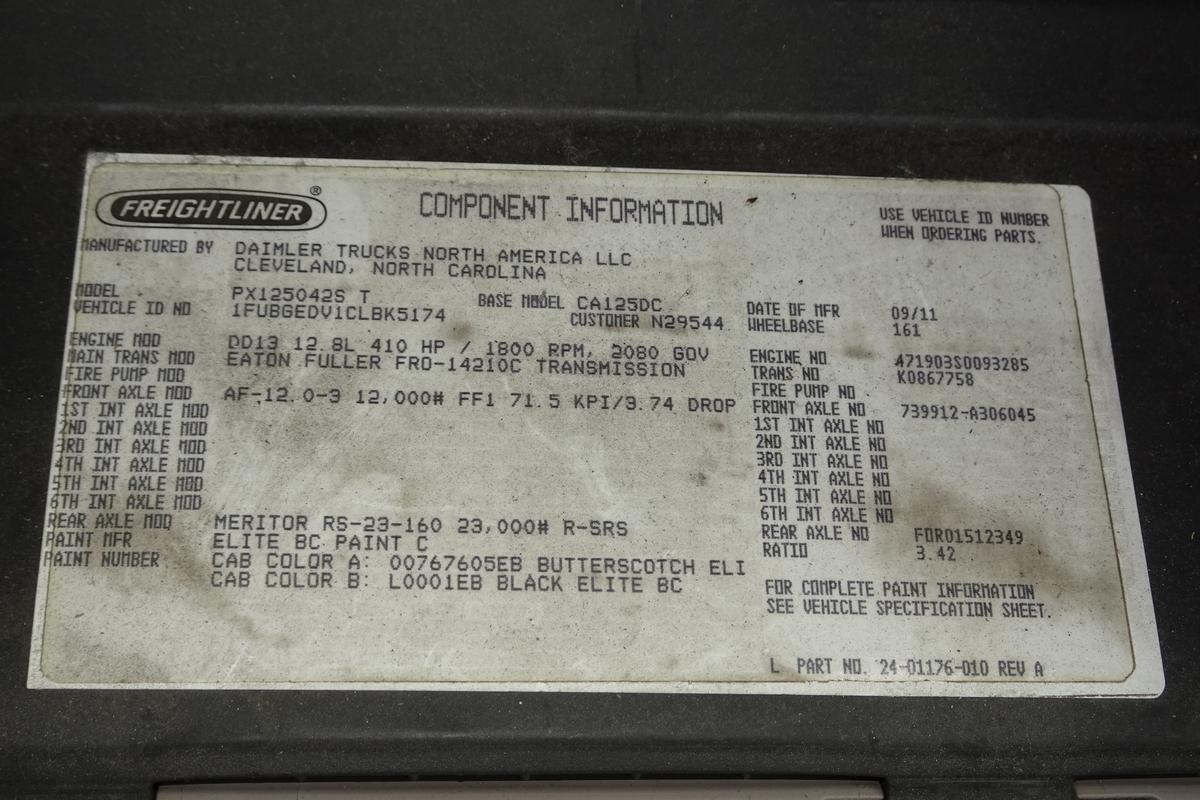 FREIGHTLINER ®
COMPONENT INFORMATION
USE VEHICLE ID NUMBER
WHEN ORDERING PARTS.
MANUFACTURED BY DAIMLER TRUCKS NORTH AMERICA LLC
CLEVELAND, NORTH CAROLINA
MODEL PX125042S T BASE MODEL CA125DC DATE OF MFR 09/11
VEHICLE ID NO 1FUBGEDV1CLBK5174 CUSTOMER N29544 WHEELBASE 161
ENGINE MOD DD13 12.8L 410 HP / 1800 RPM, 2080 GOV ENGINE NO 471903S0093285
MAIN TRANS MOD EATON FULLER FRO-14210C TRANSMISSION TRANS NO K0867758
FIRE PUMP MOD FIRE PUMP NO
FRONT AXLE MOD AF-12.0-3 12,000# FF1 71.5 KPI/3.74 DROP FRONT AXLE NO 739912-A306045
1ST INT AXLE MOD 1ST INT AXLE NO
2ND INT AXLE MOD 2ND INT AXLE NO
3RD INT AXLE MOD 3RD INT AXLE NO
4TH INT AXLE MOD 4TH INT AXLE NO
5TH INT AXLE MOD 5TH INT AXLE NO
6TH INT AXLE MOD 6TH INT AXLE NO
REAR AXLE MOD MERITOR RS-23-160 23,000# R-SRS REAR AXLE NO FOR01512349
PAINT MFR ELITE BC PAINT C RATIO 3.42
PAINT NUMBER CAB COLOR A: 00767605EB BUTTERSCOTCH ELI
CAB COLOR B: L0001EB BLACK ELITE BC
FOR COMPLETE PAINT INFORMATION
SEE VEHICLE SPECIFICATION SHEET.
L PART NO. 24-01176-010 REV A